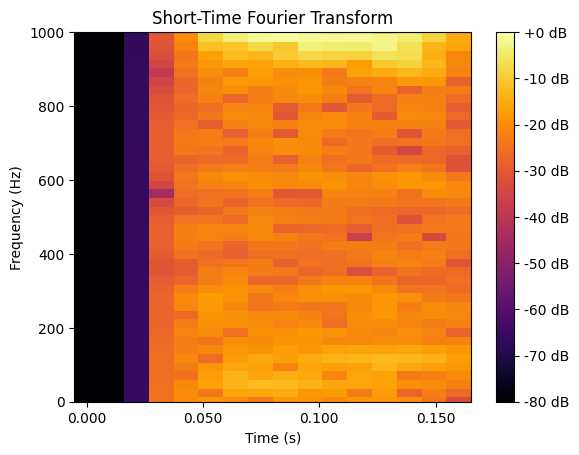 Short-Time Fourier Transform
1000
800
600
400
200
0
Frequency (Hz)
0.000
0.050
0.100
0.150
Time (s)
+0 dB
-10 dB
-20 dB
-30 dB
-40 dB
-50 dB
-60 dB
-70 dB
-80 dB